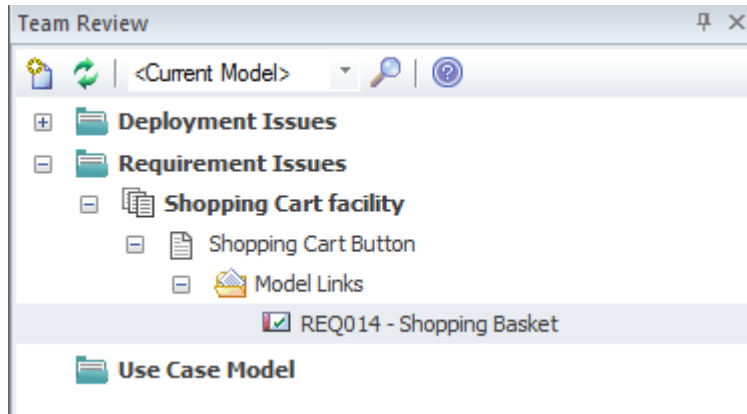 Team Review
<Current Model>
Deployment Issues
Requirement Issues
Shopping Cart facility
Shopping Cart Button
Model Links
REQ014 - Shopping Basket
Use Case Model